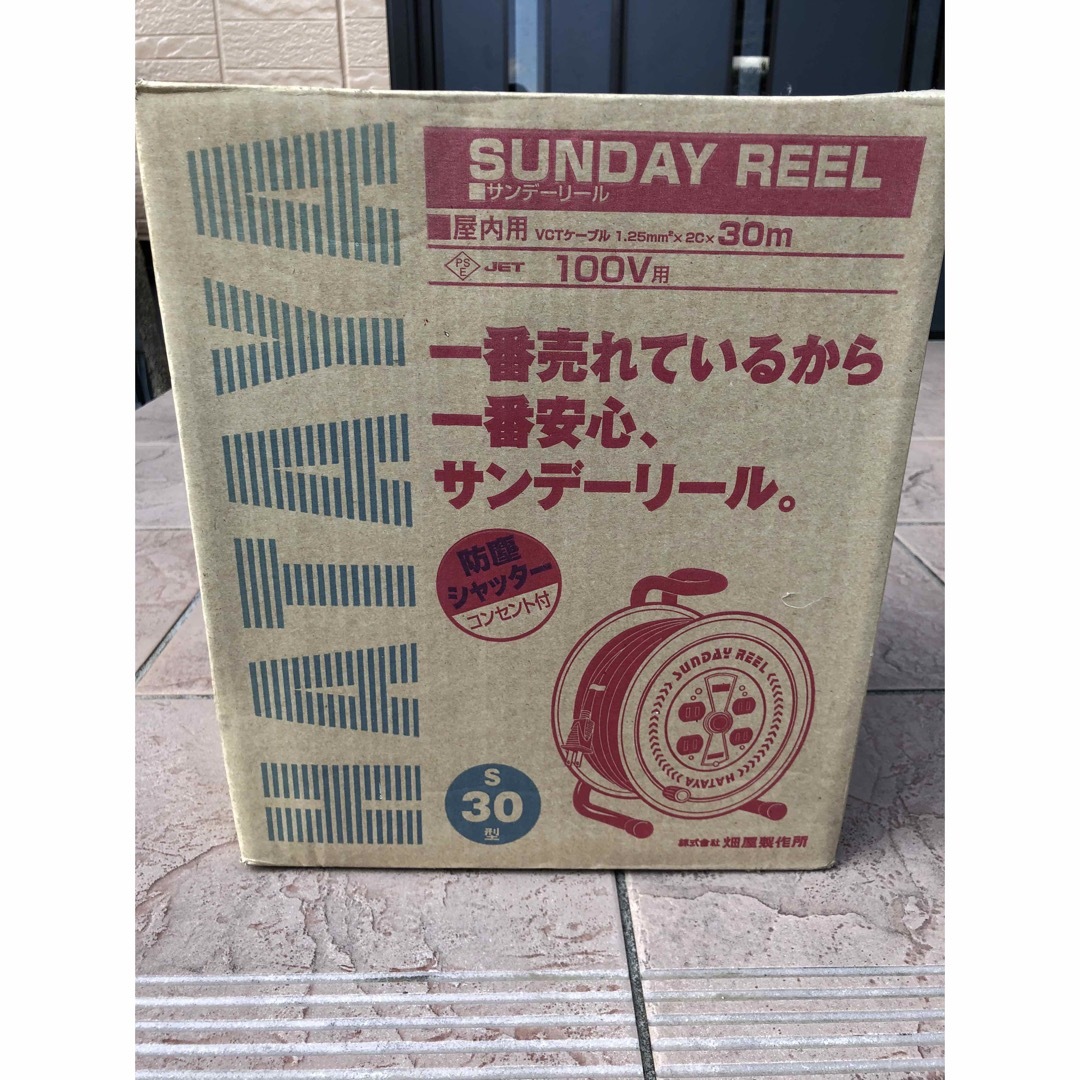 HATAYA
SUNDAY REEL
■サンデーリール
■屋内用 VCTケーブル 1.25mm²×2C×30m
PSE JET 100V用
一番売れているから
一番安心、
サンデーリール。
防塵
シャッター
コンセント付
SUNDAY REEL
HATAYA
S
30
型
株式会社 畑屋製作所